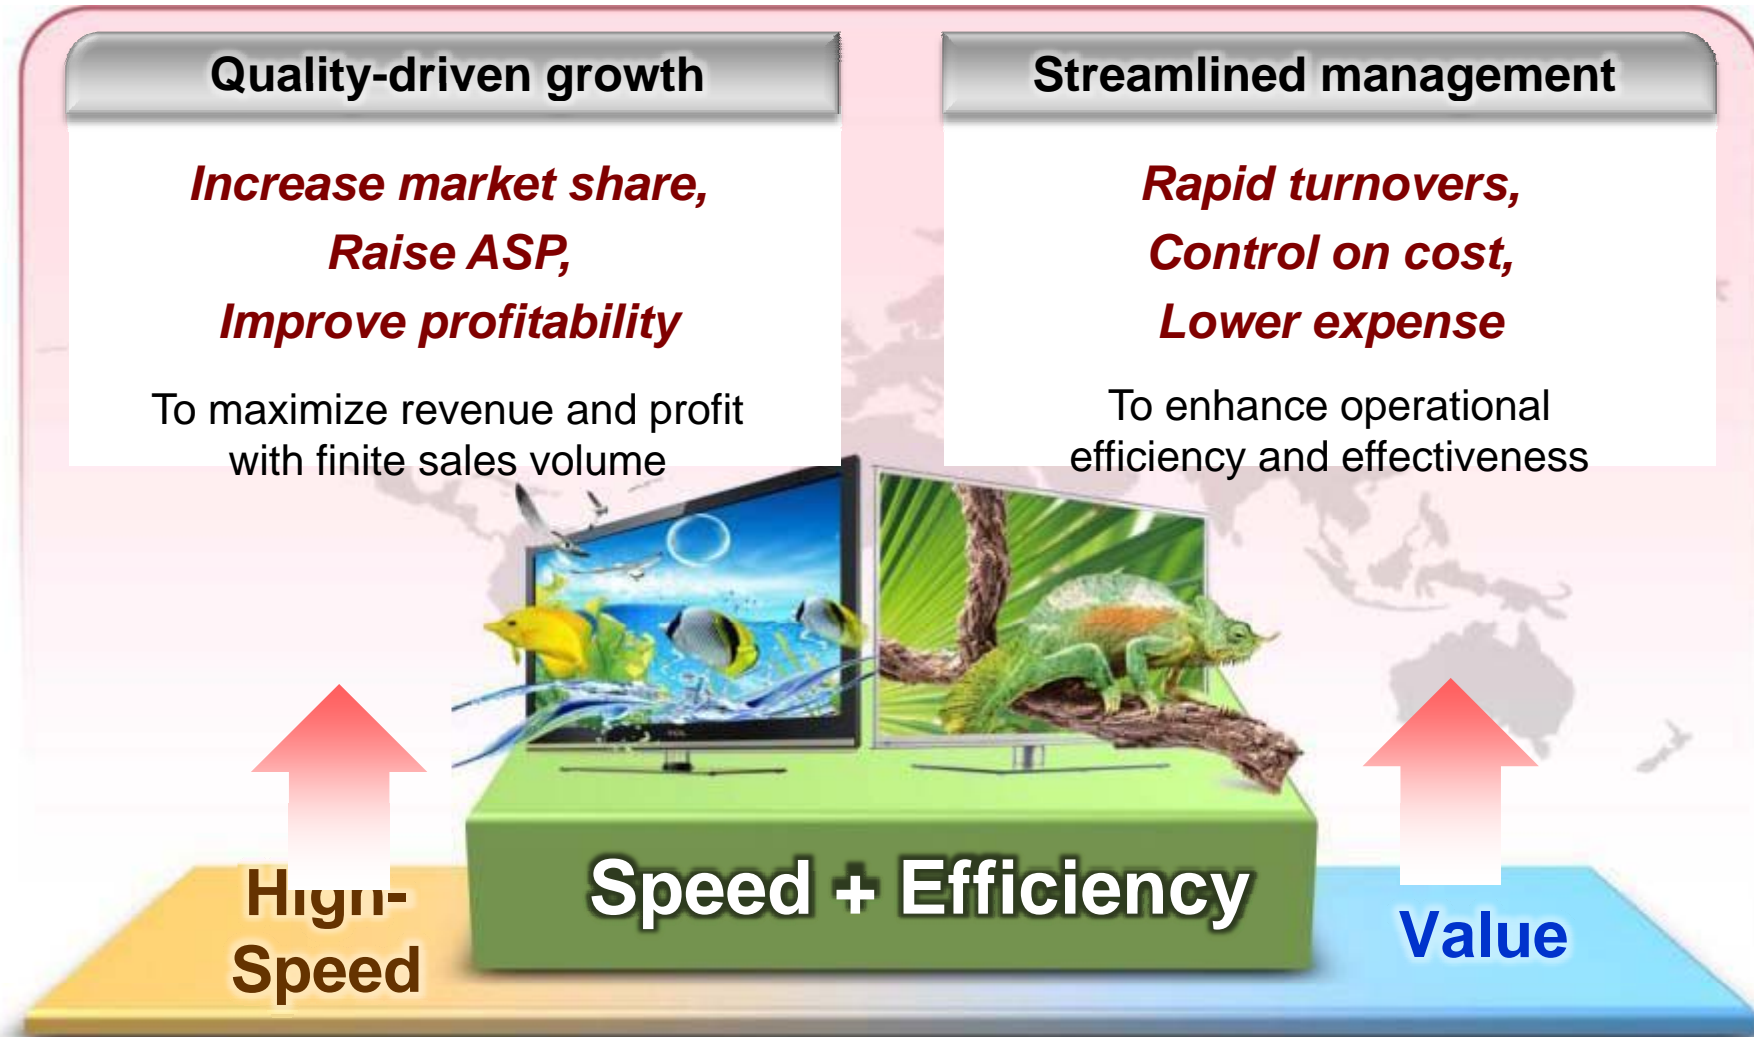 Quality-driven growth
Increase market share,
Raise ASP,
Improve profitability
To maximize revenue and profit
with finite sales volume
Streamlined management
Rapid turnovers,
Control on cost,
Lower expense
To enhance operational
efficiency and effectiveness
TCL
High-
Speed
Speed + Efficiency
Value